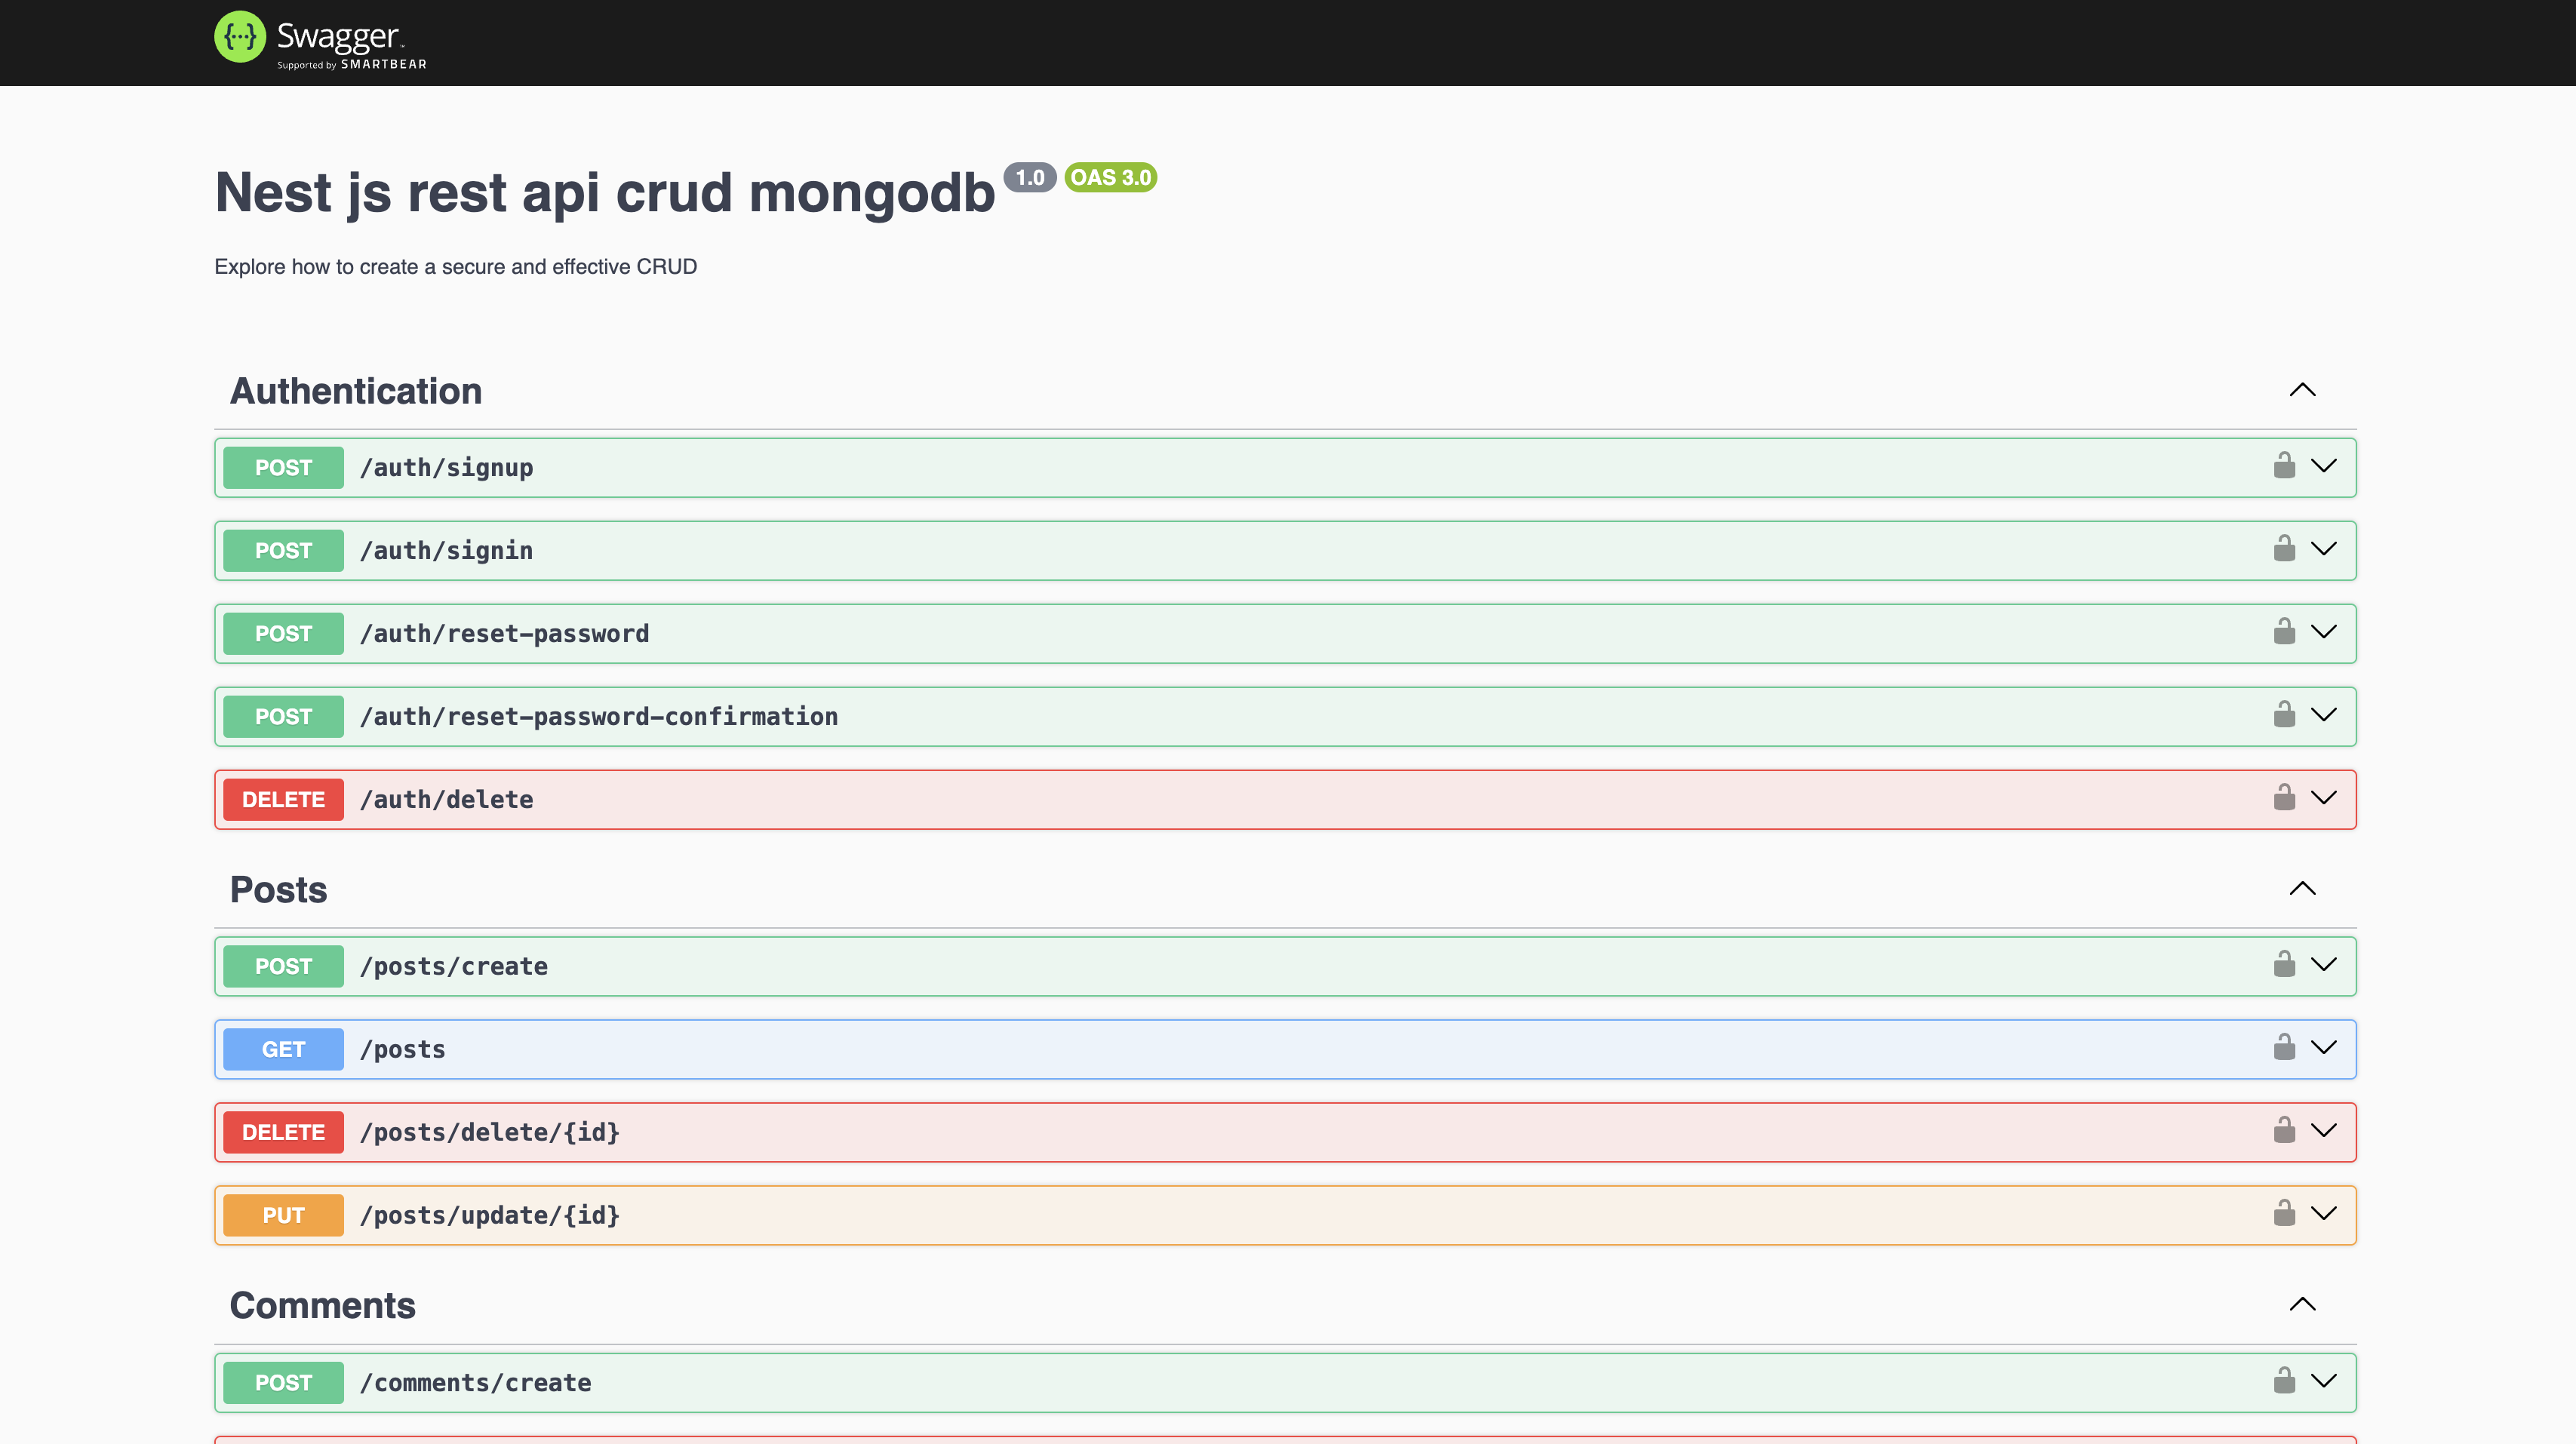 {···} Swagger™
Supported by SMARTBEAR
Nest js rest api crud mongodb 1.0 OAS 3.0
Explore how to create a secure and effective CRUD
Authentication
POST /auth/signup
POST /auth/signin
POST /auth/reset-password
POST /auth/reset-password-confirmation
DELETE /auth/delete
Posts
POST /posts/create
GET /posts
DELETE /posts/delete/{id}
PUT /posts/update/{id}
Comments
POST /comments/create